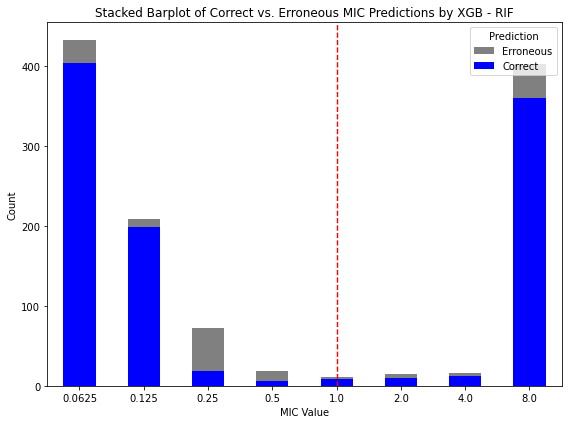 Stacked Barplot of Correct vs. Erroneous MIC Predictions by XGB - RIF
Prediction
Erroneous
Correct
400
300
200
100
0
Count
0.0625 0.125 0.25 0.5 1.0 2.0 4.0 8.0
MIC Value